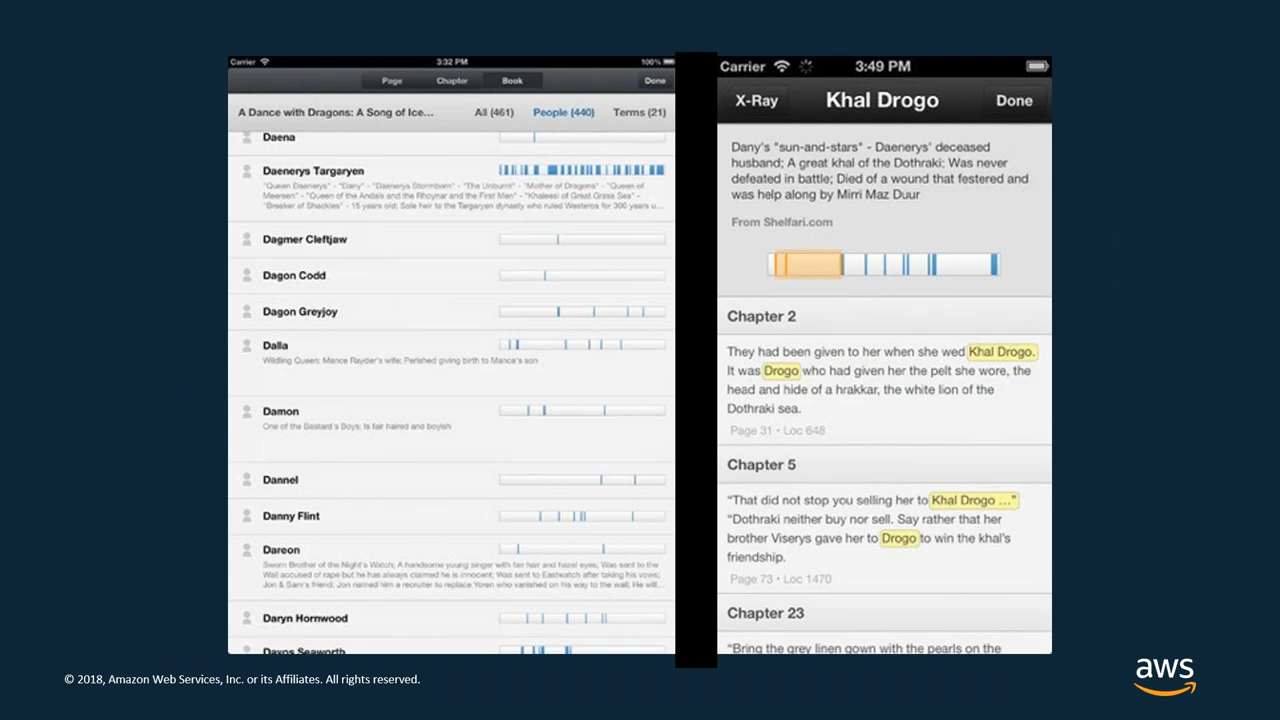 Carrier
3:32 PM
100%
Page
Chapter
Book
Done
A Dance with Dragons: A Song of Ice...
All (461)
People (440)
Terms (21)
Daena
Daenerys Targaryen
"Queen Daenerys" - "Dany" - "Daenerys Stormborn" - "The Unburnt" - "Mother of Dragons" - "Queen of
Meereen" - "Queen of the Andals and the Rhoynar and the First Men" - "Khaleesi of Great Grass Sea" -
"Breaker of Shackles" - 15 years old; Sole heir to the Targaryen dynasty who ruled Westeros for 300 years u...
Dagmer Cleftjaw
Dagon Codd
Dagon Greyjoy
Dalla
Wildling Queen; Mance Rayder's wife; Perished giving birth to Mance's son
Damon
One of the Bastard's Boys; Is fair haired and boyish
Dannel
Danny Flint
Dareon
Sworn Brother of the Night's Watch; A handsome young singer with fair hair and hazel eyes; Was sent to the
Wall accused of rape but he has always claimed he is innocent; Was sent to Eastwatch after taking his vows;
Jon & Sam's friend; Jon named him a recruiter to replace Yoren who vanished on his way to the wall; He will...
Daryn Hornwood
Davos Seaworth
Carrier
3:49 PM
X-Ray
Khal Drogo
Done
Dany's "sun-and-stars" - Daenerys' deceased
husband; A great khal of the Dothraki; Was never
defeated in battle; Died of a wound that festered and
was help along by Mirri Maz Duur
From Shelfari.com
Chapter 2
They had been given to her when she wed Khal Drogo.
It was Drogo who had given her the pelt she wore, the
head and hide of a hrakkar, the white lion of the
Dothraki sea.
Page 31 • Loc 648
Chapter 5
“That did not stop you selling her to Khal Drogo ...”
“Dothraki neither buy nor sell. Say rather that her
brother Viserys gave her to Drogo to win the khal's
friendship.
Page 73 • Loc 1470
Chapter 23
“Bring the grey linen gown with the pearls on the
© 2018, Amazon Web Services, Inc. or its Affiliates. All rights reserved.
aws